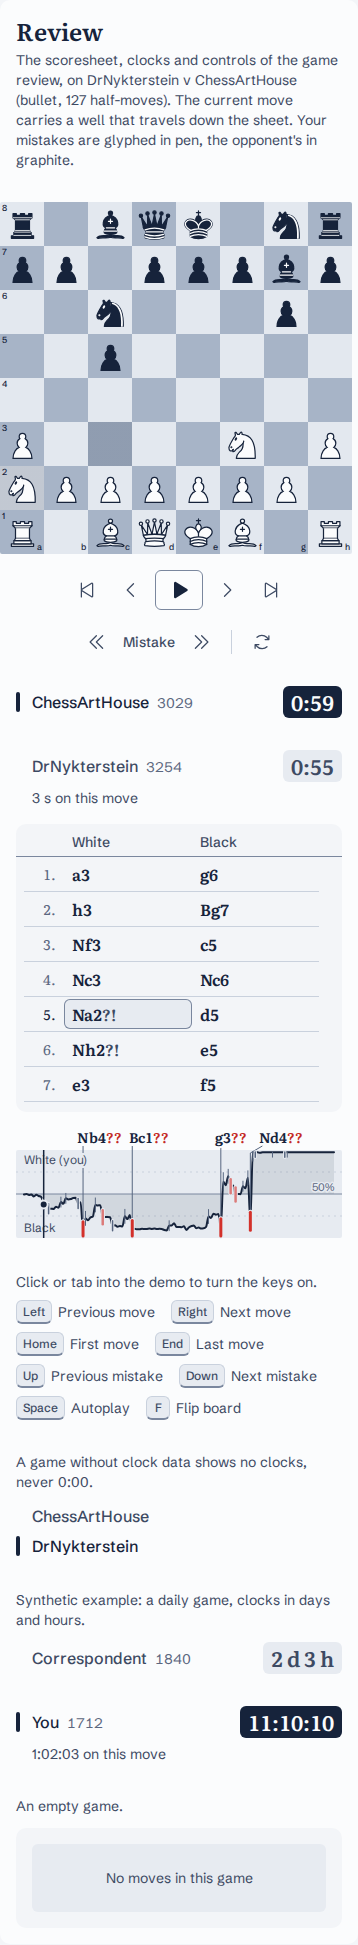 Review
The scoresheet, clocks and controls of the game
review, on DrNykterstein v ChessArtHouse
(bullet, 127 half-moves). The current move
carries a well that travels down the sheet. Your
mistakes are glyphed in pen, the opponent's in
graphite.
8
7
6
5
4
3
2
1
a b c d e f g h
Mistake
ChessArtHouse 3029 0:59
DrNykterstein 3254 0:55
3 s on this move
White Black
1. a3 g6
2. h3 Bg7
3. Nf3 c5
4. Nc3 Nc6
5. Na2?! d5
6. Nh2?! e5
7. e3 f5
Nb4?? Bc1?? g3?? Nd4??
White (you)
50%
Black
Click or tab into the demo to turn the keys on.
Left Previous move Right Next move
Home First move End Last move
Up Previous mistake Down Next mistake
Space Autoplay F Flip board
A game without clock data shows no clocks,
never 0:00.
ChessArtHouse
DrNykterstein
Synthetic example: a daily game, clocks in days
and hours.
Correspondent 1840 2 d 3 h
You 1712 11:10:10
1:02:03 on this move
An empty game.
No moves in this game